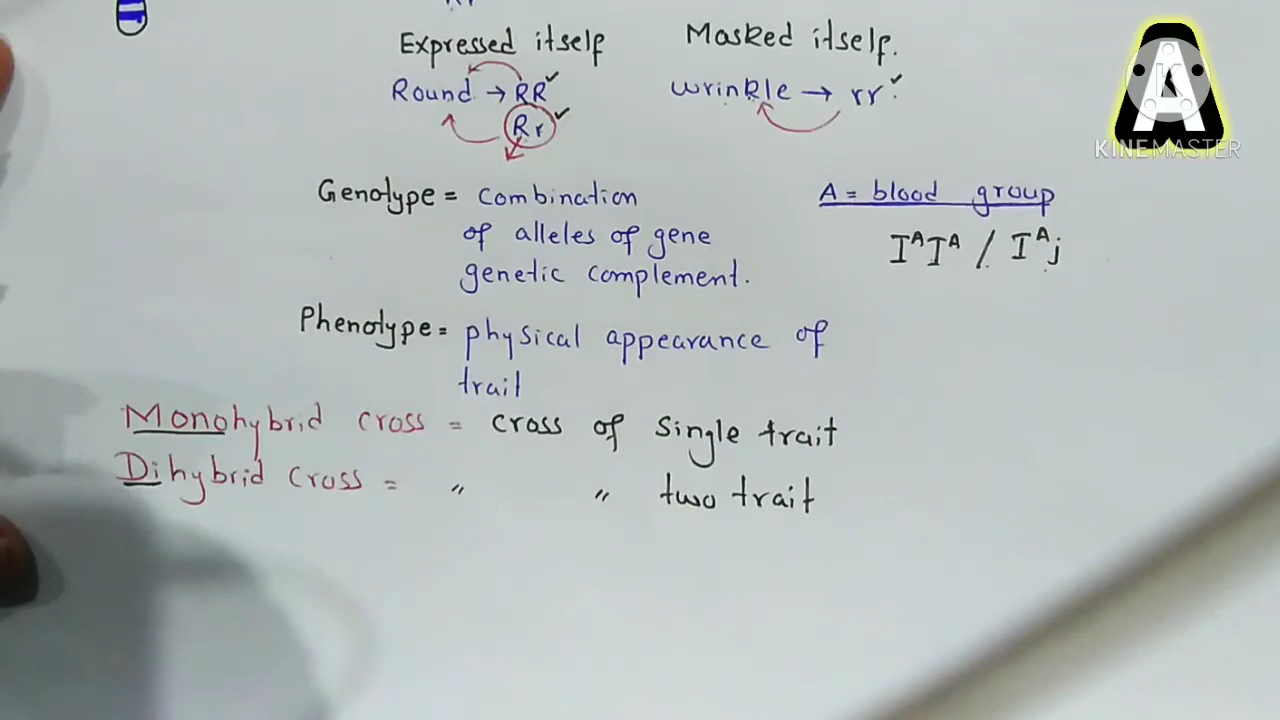 Expressed itself Masked itself.
Round → RR✓ wrinkle → rr✓.
Rr ✓
Genotype = combination
of alleles of gene
genetic complement.
A = blood group
IᴬIᴬ / Iᴬj
Phenotype = physical appearance of
trait
Monohybrid cross = cross of single trait
Dihybrid cross = 〃 〃 two trait
A
K
KINEMASTER